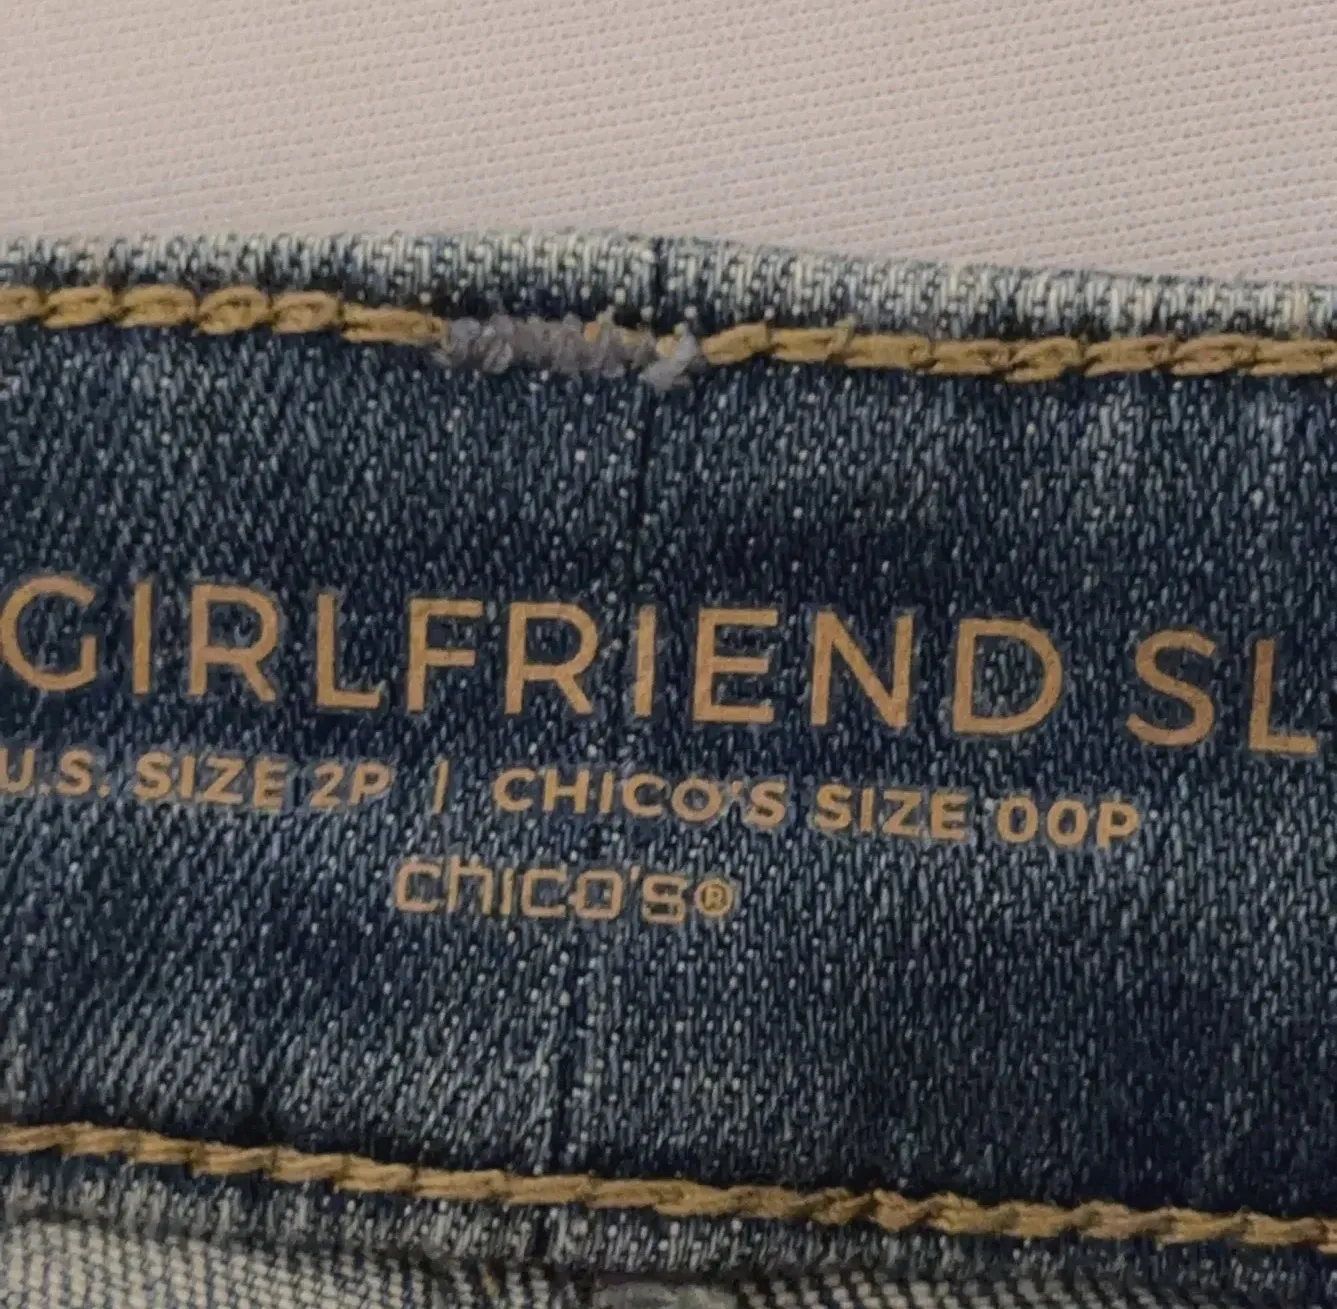 GIRLFRIEND SL
U.S. SIZE 2P | CHICO'S SIZE 00P
chico's®